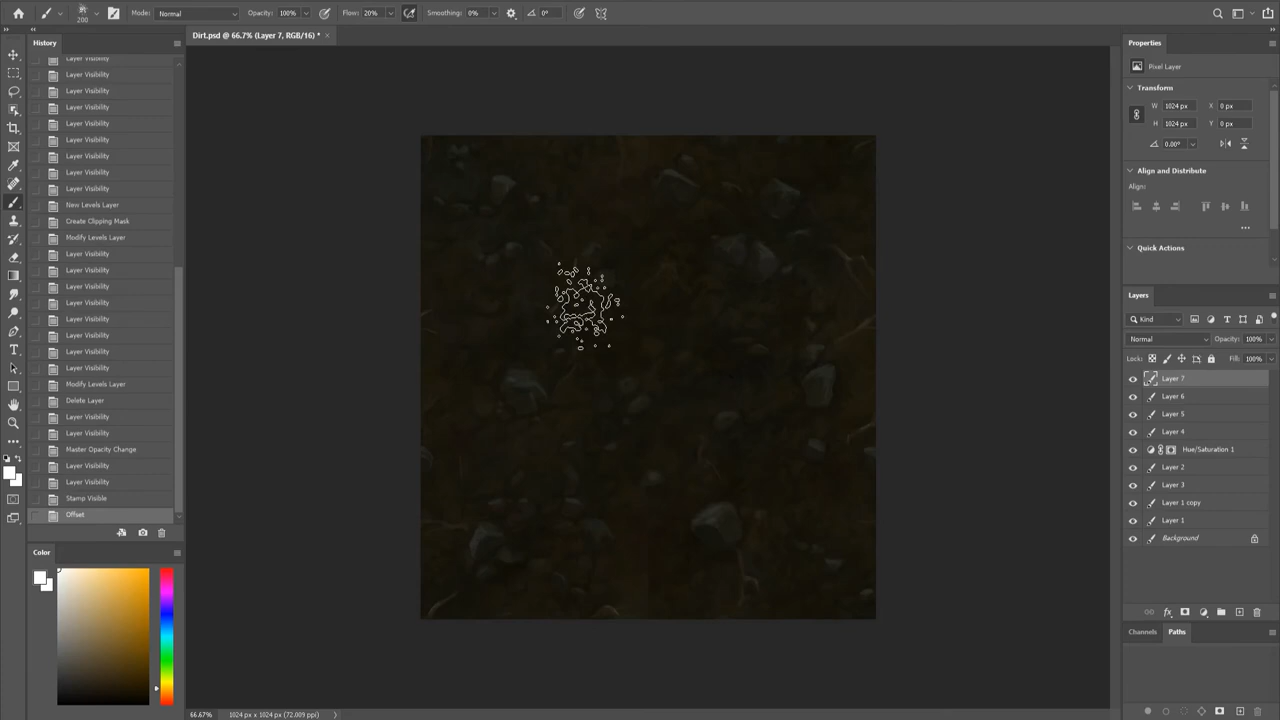 200
Mode:
Normal
Opacity:
100%
Flow:
20%
Smoothing:
0%
0°
Dirt.psd @ 66.7% (Layer 7, RGB/16) *
History
Layer Visibility
Layer Visibility
Layer Visibility
Layer Visibility
Layer Visibility
Layer Visibility
Layer Visibility
Layer Visibility
Layer Visibility
New Levels Layer
Create Clipping Mask
Modify Levels Layer
Layer Visibility
Layer Visibility
Layer Visibility
Layer Visibility
Layer Visibility
Layer Visibility
Layer Visibility
Layer Visibility
Modify Levels Layer
Delete Layer
Layer Visibility
Layer Visibility
Master Opacity Change
Layer Visibility
Layer Visibility
Stamp Visible
Offset
Color
66.67%
1024 px x 1024 px (72.009 ppi)
Properties
Pixel Layer
Transform
W 1024 px X 0 px
H 1024 px Y 0 px
0.00°
Align and Distribute
Align:
Quick Actions
Layers
Kind
Normal
Opacity: 100%
Lock:
Fill: 100%
Layer 7
Layer 6
Layer 5
Layer 4
Hue/Saturation 1
Layer 2
Layer 3
Layer 1 copy
Layer 1
Background
Channels
Paths